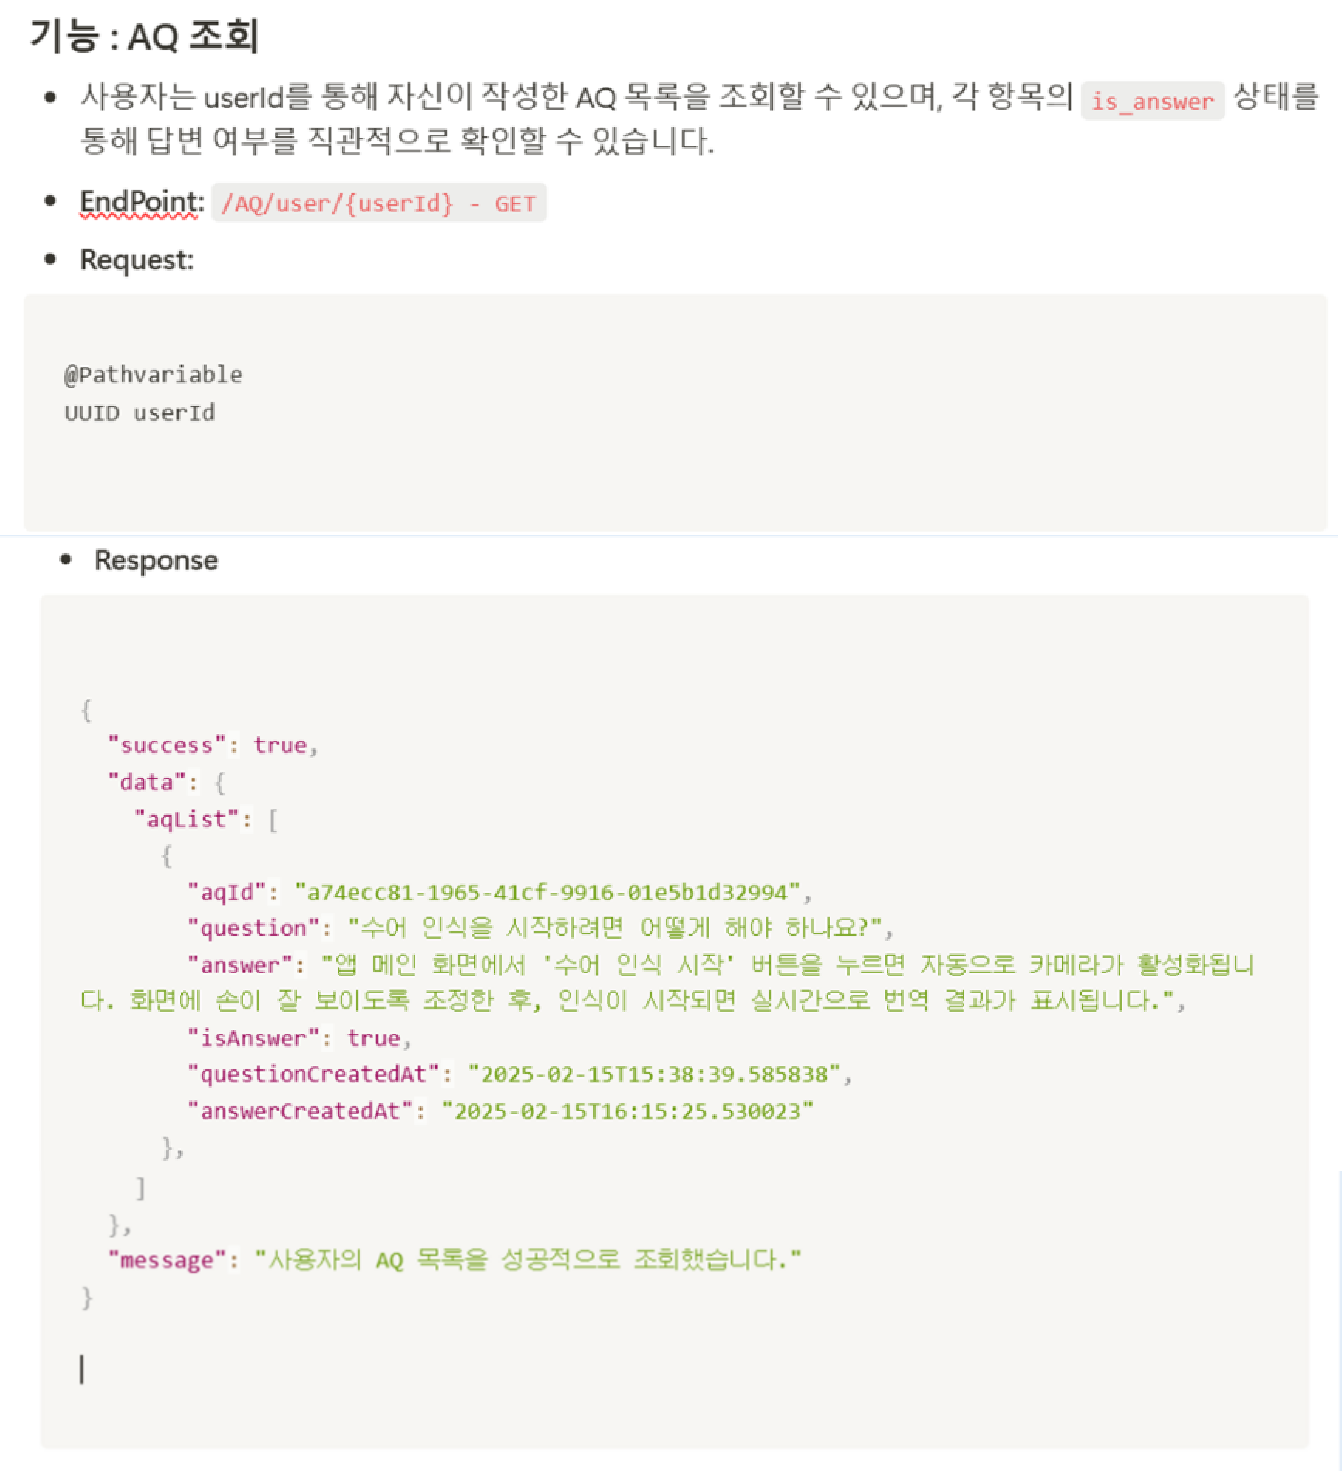 기능 : AQ 조회
• 사용자는 userId를 통해 자신이 작성한 AQ 목록을 조회할 수 있으며, 각 항목의 is_answer 상태를
통해 답변 여부를 직관적으로 확인할 수 있습니다.
• EndPoint: /AQ/user/{userId} - GET
• Request:
@Pathvariable
UUID userId
• Response
{
"success": true,
"data": {
"aqList": [
{
"aqId": "a74ecc81-1965-41cf-9916-01e5b1d32994",
"question": "수어 인식을 시작하려면 어떻게 해야 하나요?",
"answer": "앱 메인 화면에서 '수어 인식 시작' 버튼을 누르면 자동으로 카메라가 활성화됩니
다. 화면에 손이 잘 보이도록 조정한 후, 인식이 시작되면 실시간으로 번역 결과가 표시됩니다.",
"isAnswer": true,
"questionCreatedAt": "2025-02-15T15:38:39.585838",
"answerCreatedAt": "2025-02-15T16:15:25.530023"
},
]
},
"message": "사용자의 AQ 목록을 성공적으로 조회했습니다."
}